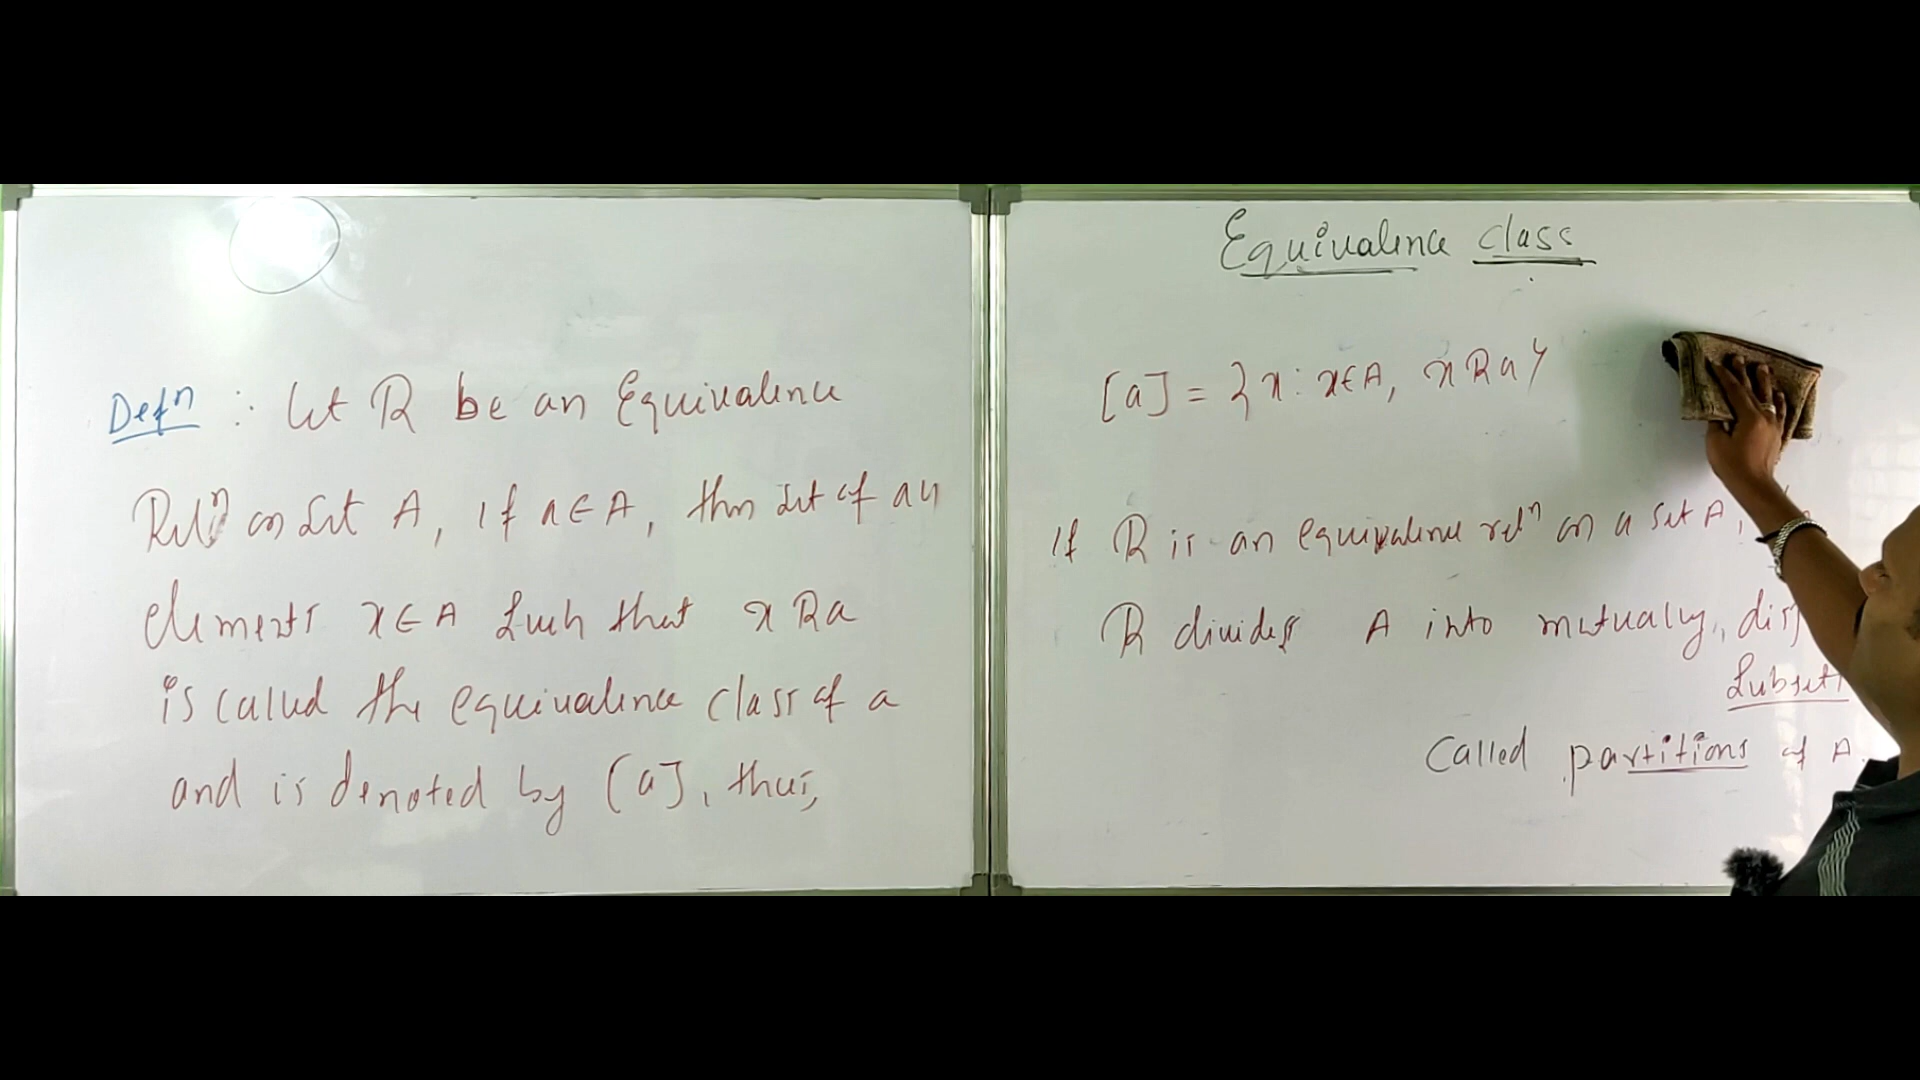 Defⁿ : let R be an Equivalence
Relⁿ on set A, if a ∈ A, then set of all
elements x ∈ A such that x R a
is called the equivalence class of a
and is denoted by [a], thus,
Equivalence class
[a] = { x : x ∈ A, x R a }
If R is an equivalence relⁿ on a set A,
R divides A into mutually,
Subsets
Called partitions of A.